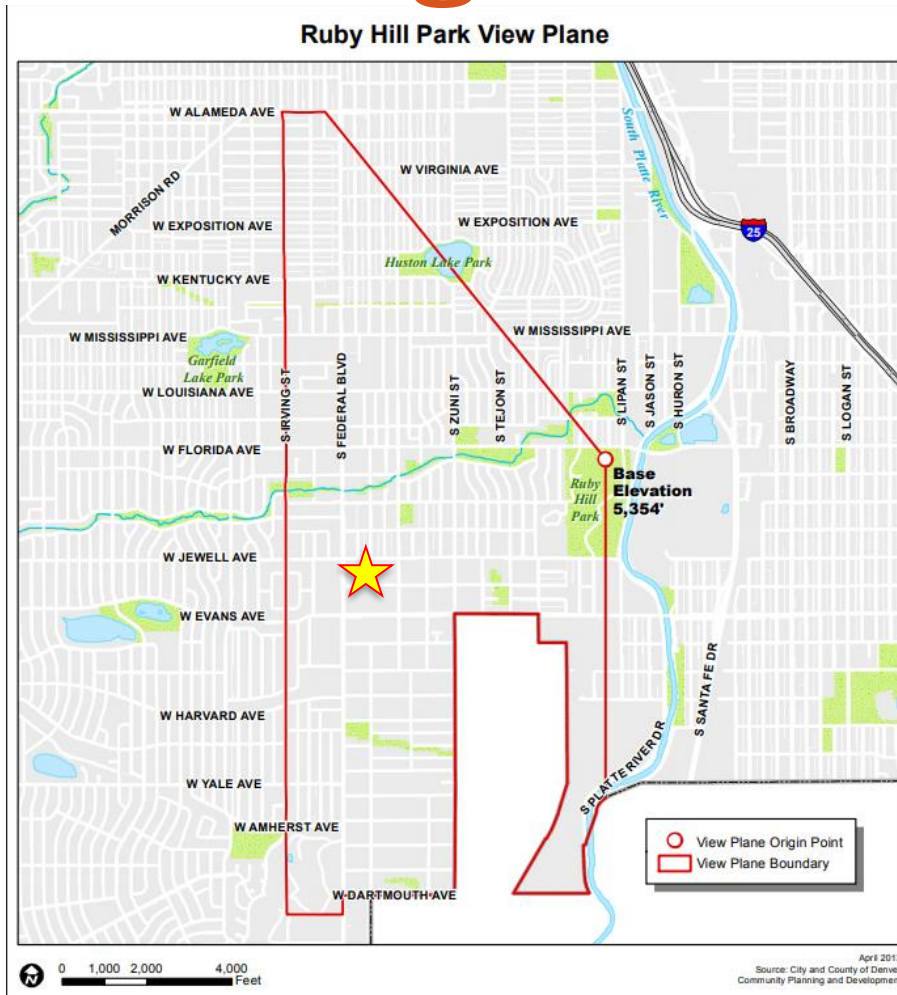 Ruby Hill Park View Plane
W ALAMEDA AVE
MORRISON RD
W VIRGINIA AVE
South Platte River
W EXPOSITION AVE
W EXPOSITION AVE
25
Huston Lake Park
W KENTUCKY AVE
W MISSISSIPPI AVE
W MISSISSIPPI AVE
Garfield
Lake Park
W LOUISIANA AVE
S IRVING ST
S FEDERAL BLVD
S ZUNI ST
S TEJON ST
S LIPAN ST
S JASON ST
S HURON ST
S BROADWAY
S LOGAN ST
W FLORIDA AVE
Ruby
Hill
Park
Base
Elevation
5,354'
W JEWELL AVE
W EVANS AVE
W HARVARD AVE
S SANTA FE DR
S PLATTE RIVER DR
W YALE AVE
W AMHERST AVE
W DARTMOUTH AVE
View Plane Origin Point
View Plane Boundary
N
0 1,000 2,000 4,000
Feet
April 201
Source: City and County of Denve
Community Planning and Developmen